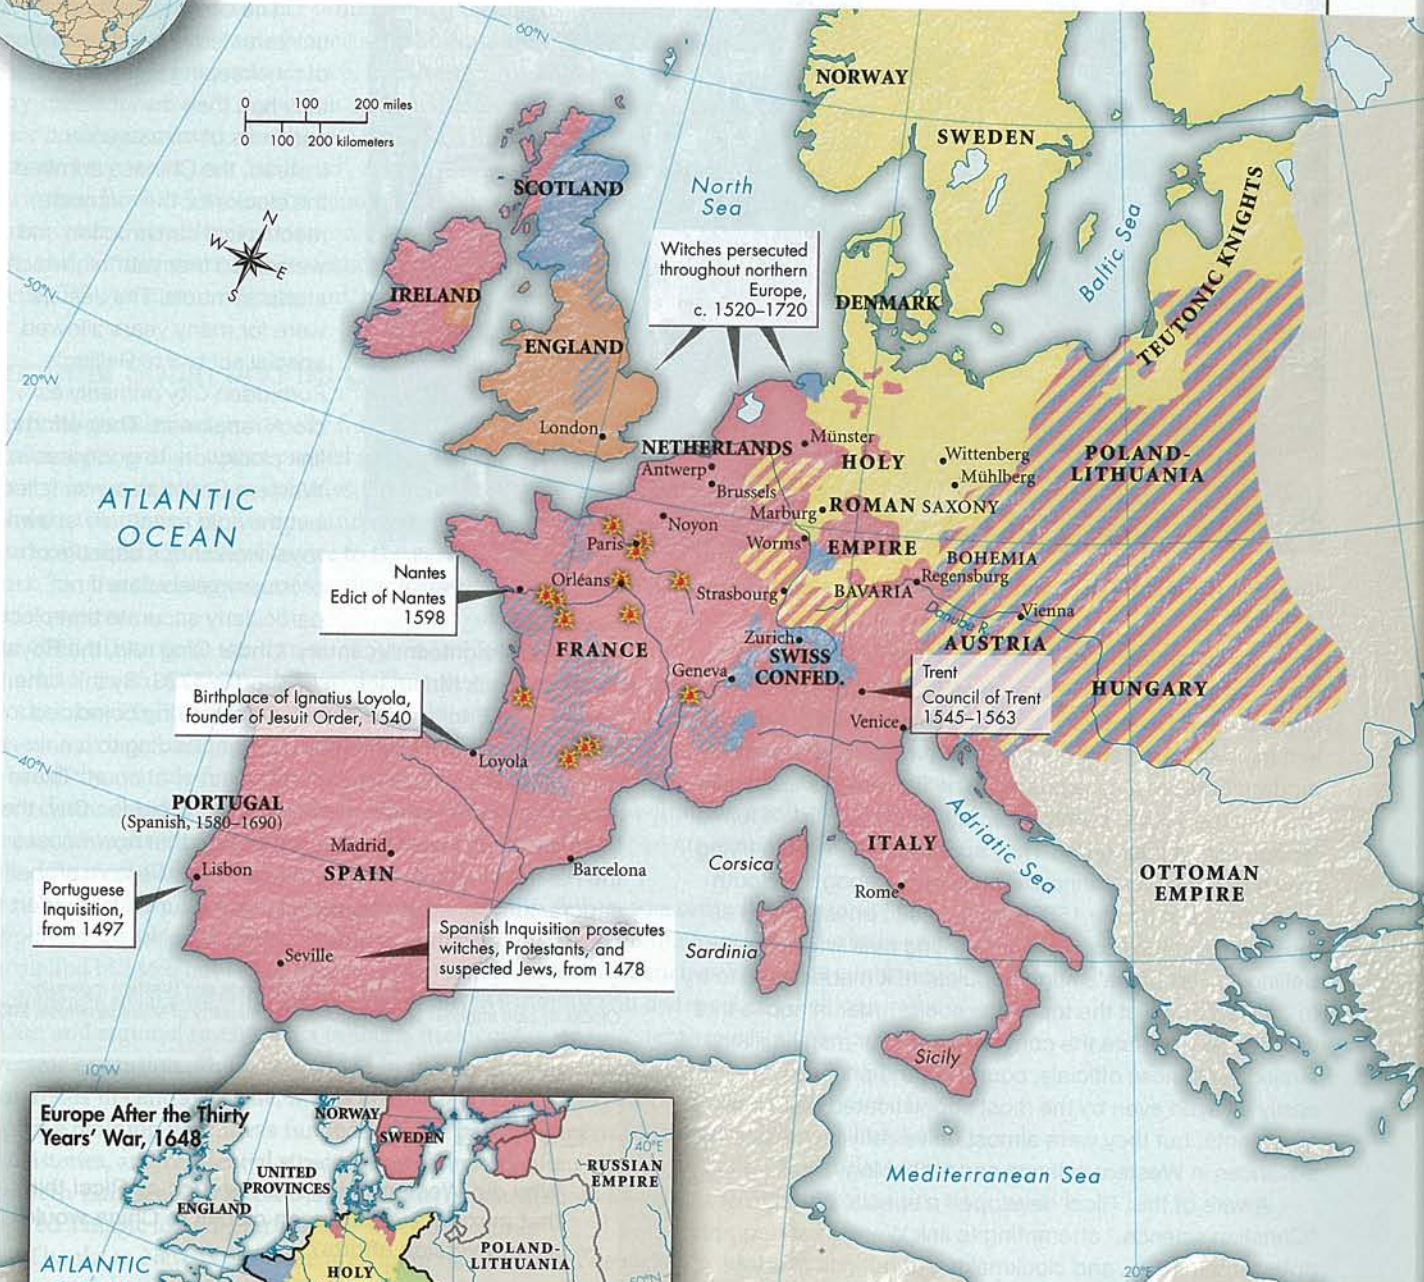 60°N
0 100 200 miles
0 100 200 kilometers
N
W
E
S
50°N
20°W
40°N
10°W
NORWAY
SWEDEN
SCOTLAND
North
Sea
Baltic Sea
TEUTONIC KNIGHTS
Witches persecuted
throughout northern
Europe,
c. 1520–1720
IRELAND
DENMARK
ENGLAND
London
NETHERLANDS
Münster
HOLY
Wittenberg
Mühlberg
POLAND-
LITHUANIA
Antwerp
Brussels
Marburg
ROMAN
SAXONY
ATLANTIC
OCEAN
Noyon
Paris
Worms
EMPIRE
BOHEMIA
Nantes
Edict of Nantes
1598
Orléans
Strasbourg
BAVARIA
Regensburg
Danube R.
Vienna
FRANCE
Zurich
SWISS
CONFED.
AUSTRIA
Geneva
Trent
Council of Trent
1545–1563
HUNGARY
Birthplace of Ignatius Loyola,
founder of Jesuit Order, 1540
Venice
Loyola
PORTUGAL
(Spanish, 1580–1690)
Madrid
SPAIN
Lisbon
Barcelona
Corsica
ITALY
Adriatic Sea
Rome
OTTOMAN
EMPIRE
Portuguese
Inquisition,
from 1497
Seville
Spanish Inquisition prosecutes
witches, Protestants, and
suspected Jews, from 1478
Sardinia
Sicily
Mediterranean Sea
20°E
Europe After the Thirty
Years' War, 1648
NORWAY
SWEDEN
40°E
RUSSIAN
EMPIRE
UNITED
PROVINCES
ENGLAND
POLAND-
LITHUANIA
ATLANTIC
HOLY
50°N